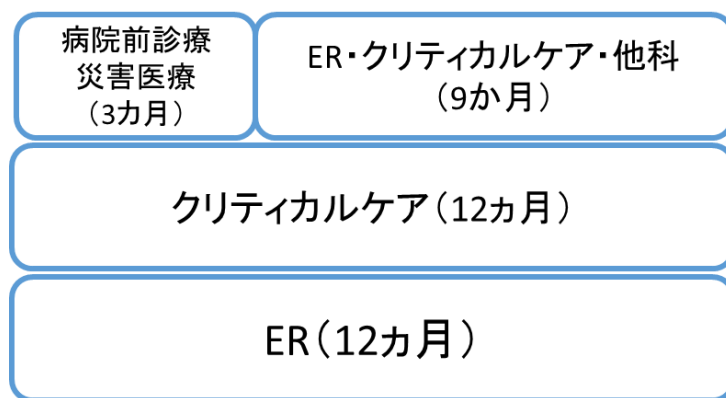 病院前診療
災害医療
（3カ月）
ER・クリティカルケア・他科
（9か月）
クリティカルケア（12ヵ月）
ER（12ヵ月）